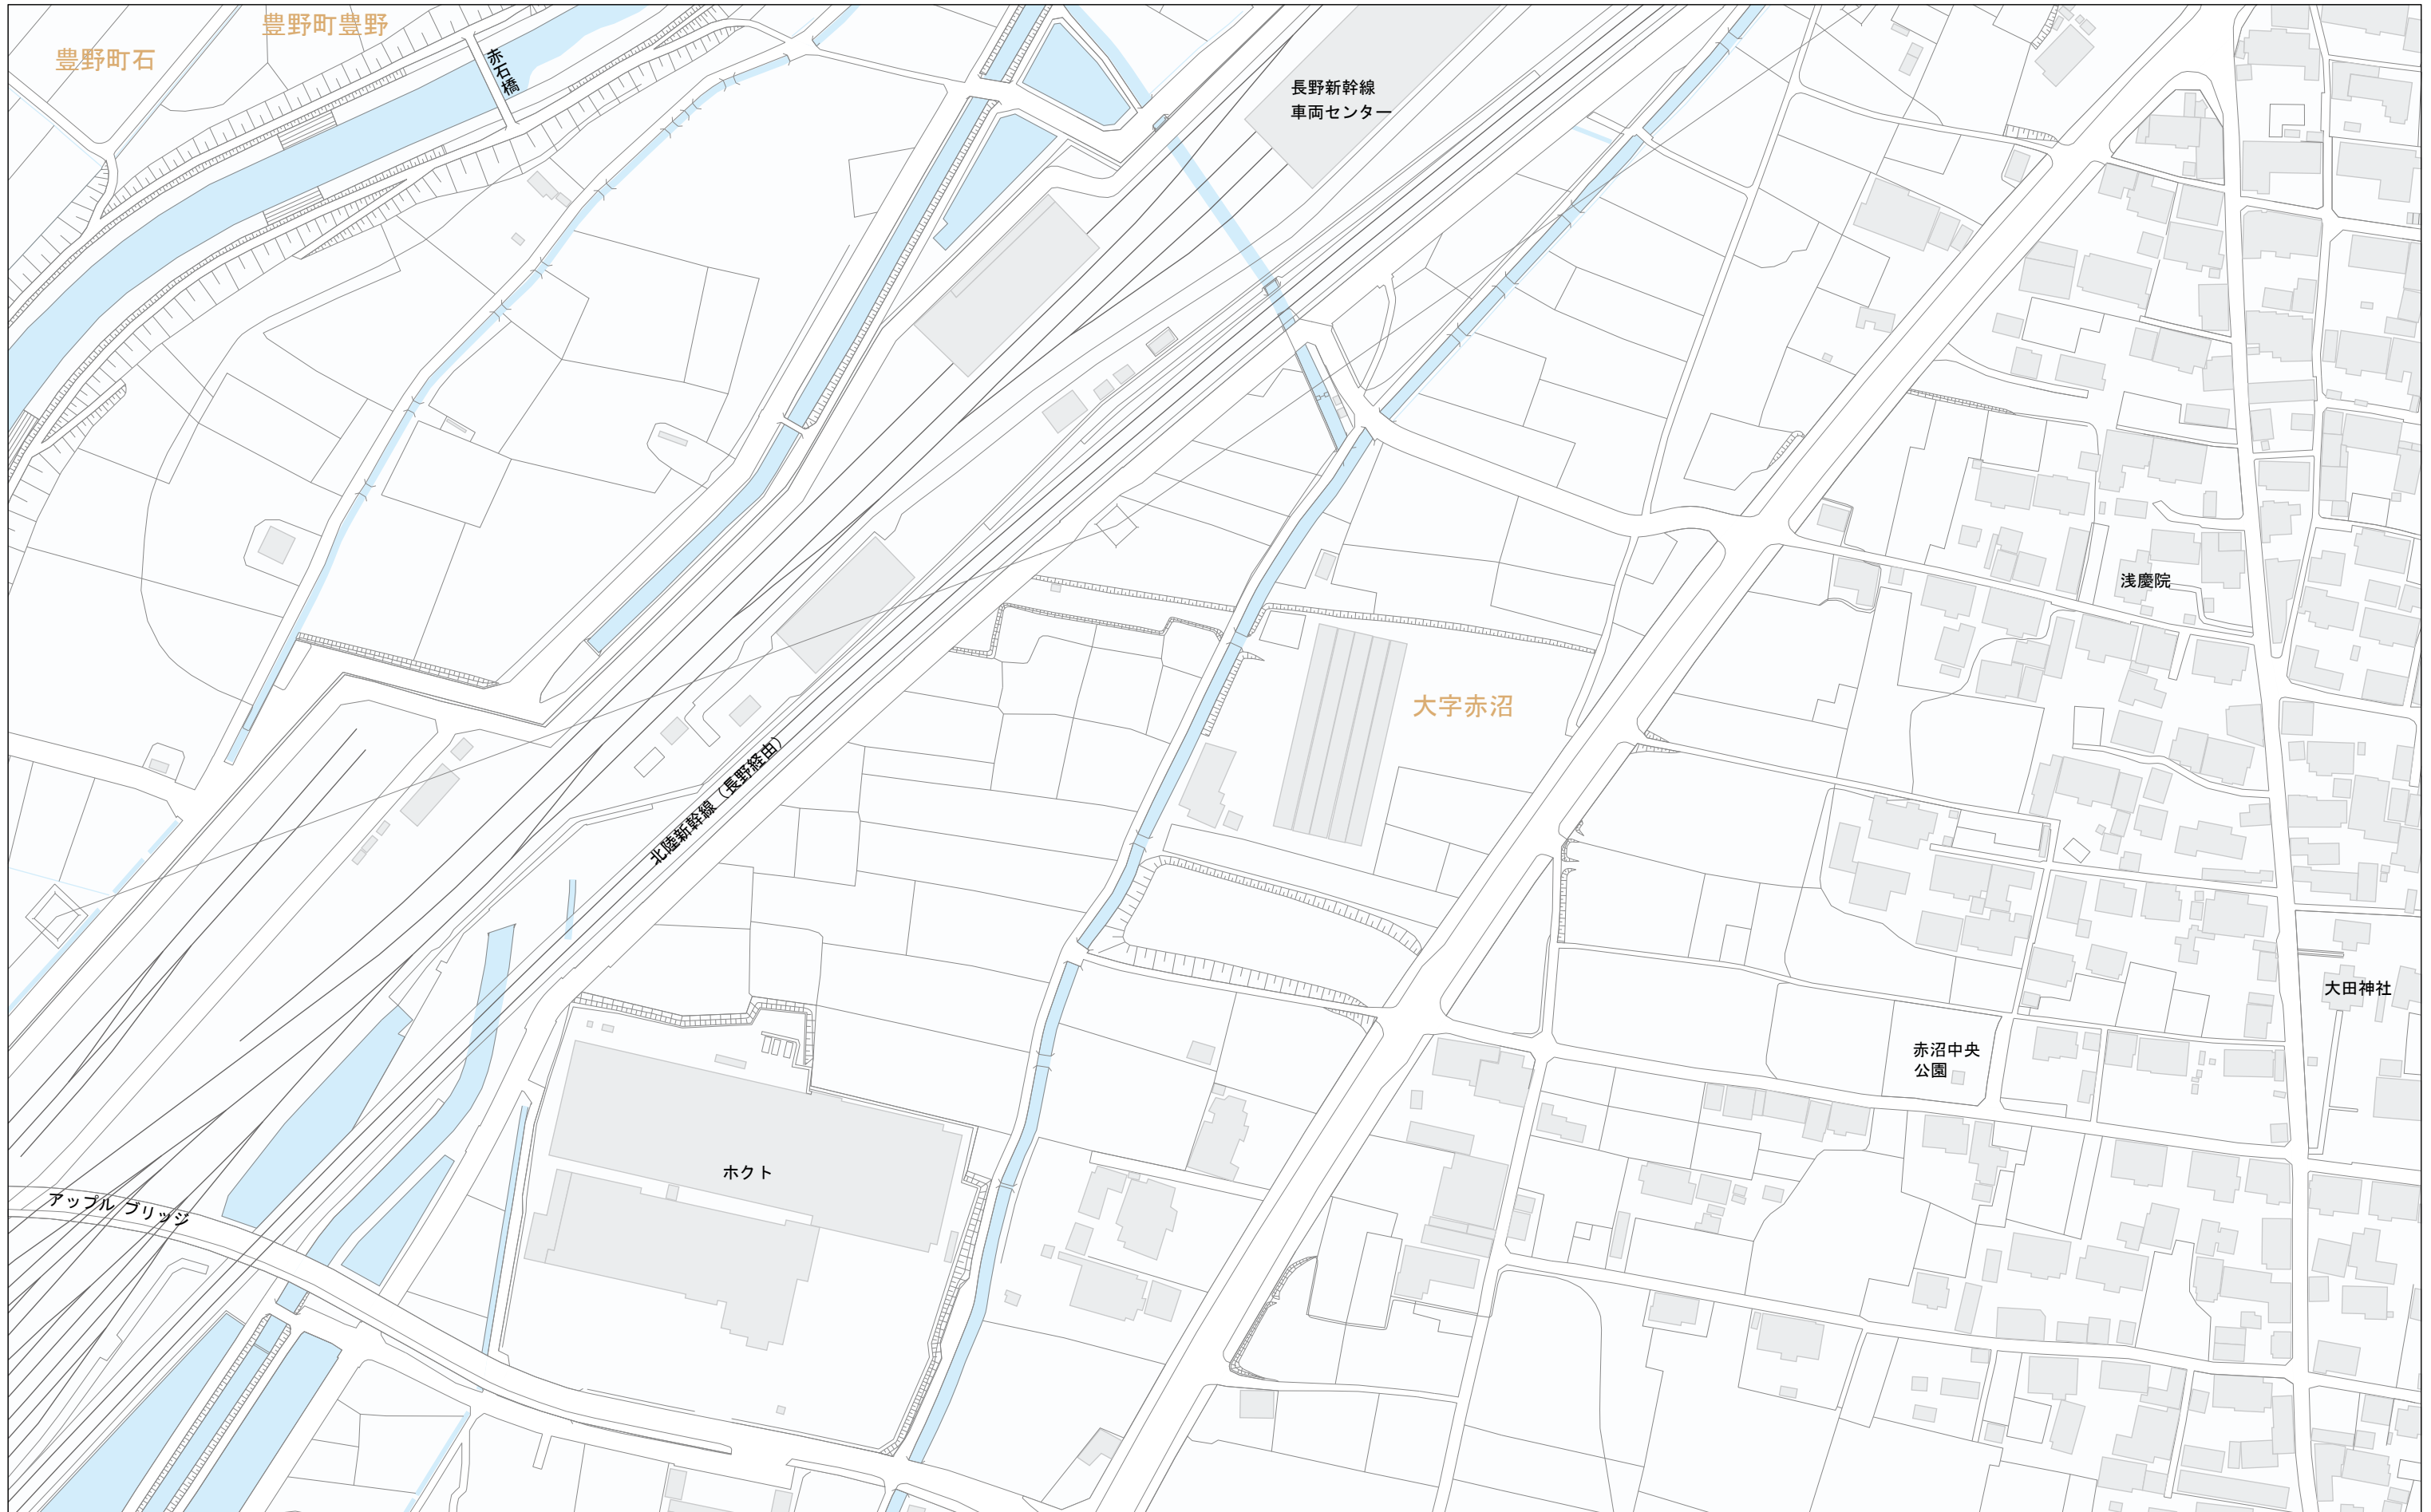 豊野町豊野
豊野町石
赤石橋
長野新幹線
車両センター
浅慶院
大字赤沼
北陸新幹線（長野経由）
大田神社
赤沼中央
公園
ホクト
アップル ブリッジ